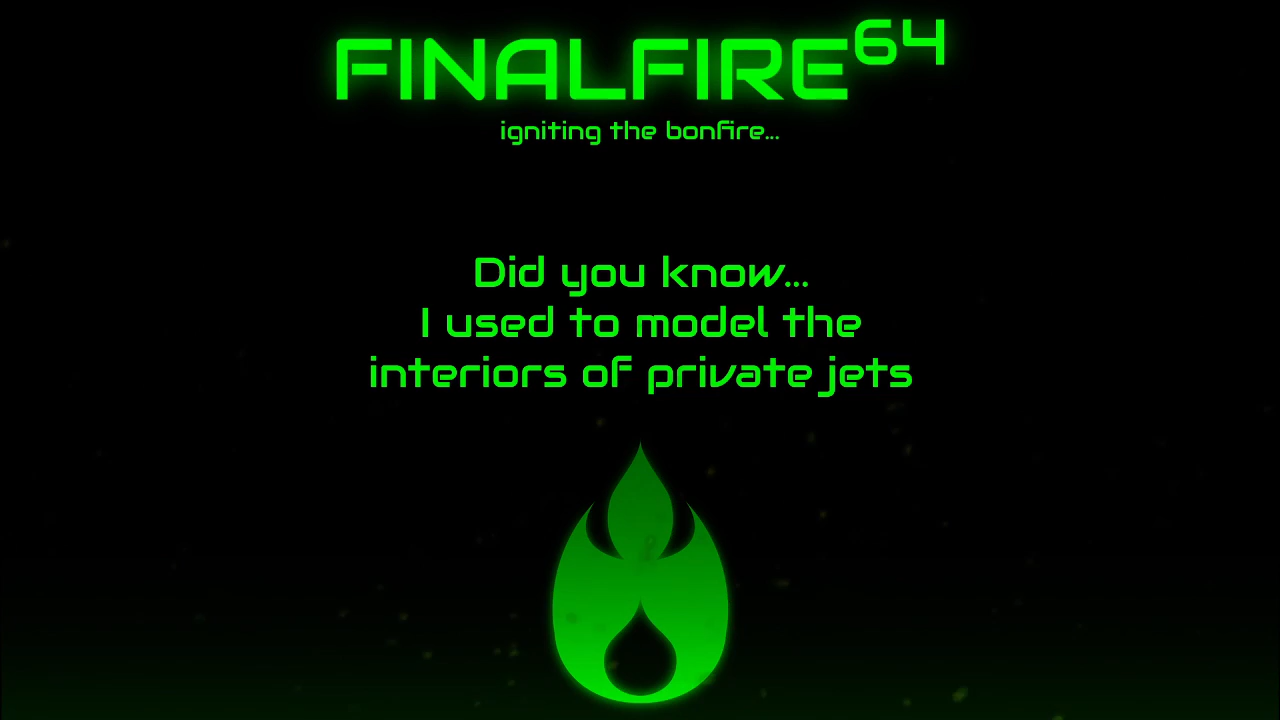 FINALFIRE64
igniting the bonfire...
Did you know...
I used to model the
interiors of private jets